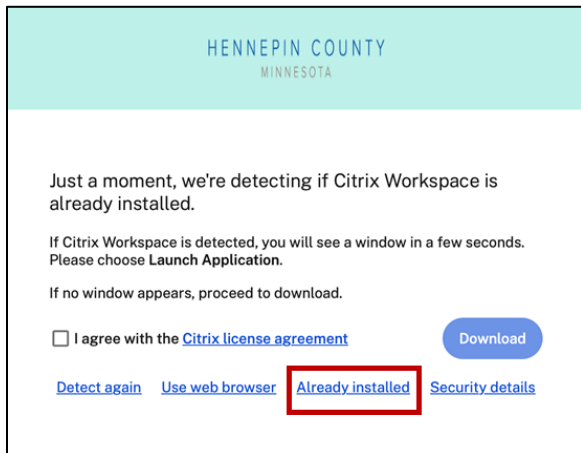 HENNEPIN COUNTY
MINNESOTA
Just a moment, we're detecting if Citrix Workspace is
already installed.
If Citrix Workspace is detected, you will see a window in a few seconds.
Please choose Launch Application.
If no window appears, proceed to download.
I agree with the Citrix license agreement
Download
Detect again Use web browser Already installed Security details